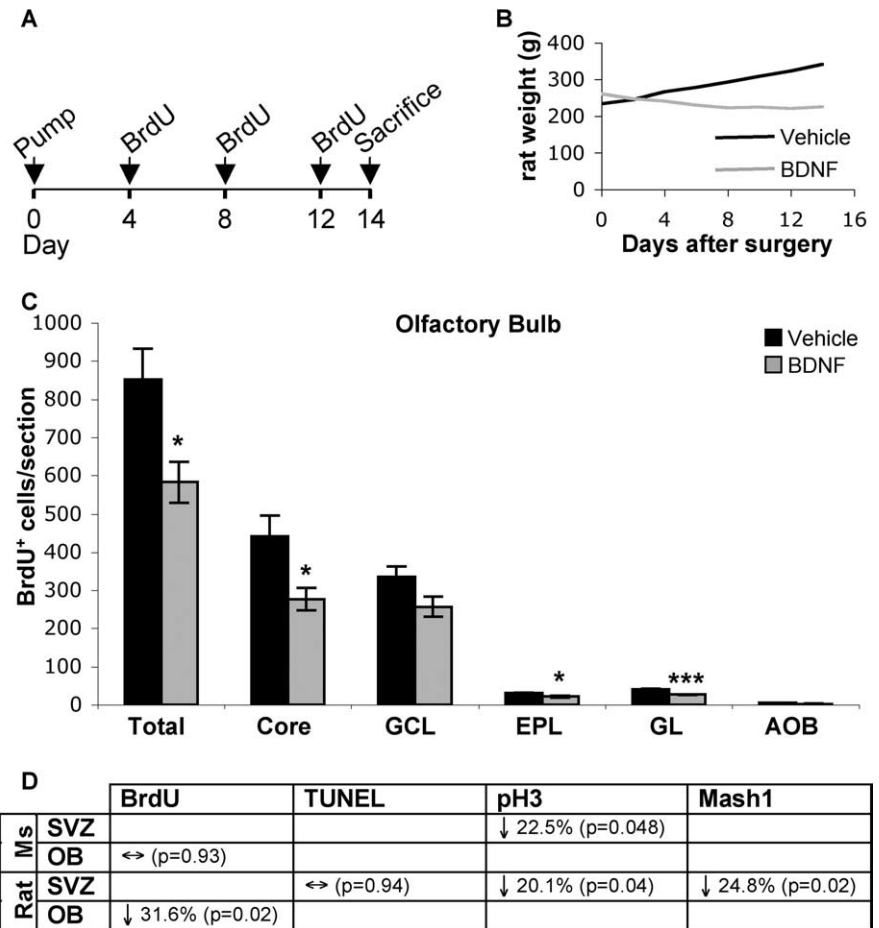 A
Pump BrdU BrdU BrdU Sacrifice
0 4 8 12 14
Day
B
rat weight (g)
400
300
200
100
0
Vehicle
BDNF
0 4 8 12 16
Days after surgery
C
Olfactory Bulb
Vehicle
BDNF
BrdU+ cells/section
1000
900
800
700
600
500
400
300
200
100
0
* * * ***
Total Core GCL EPL GL AOB
D
BrdU TUNEL pH3 Mash1
Ms
SVZ ↓ 22.5% (p=0.048)
OB ↔ (p=0.93)
Rat
SVZ ↔ (p=0.94) ↓ 20.1% (p=0.04) ↓ 24.8% (p=0.02)
OB ↓ 31.6% (p=0.02)